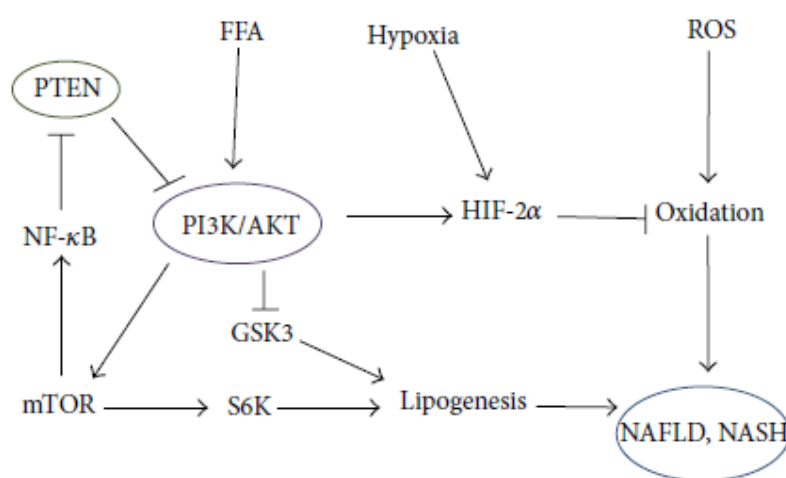 FFA
Hypoxia
ROS
PTEN
NF-κB
PI3K/AKT
HIF-2α
Oxidation
GSK3
mTOR
S6K
Lipogenesis
NAFLD, NASH